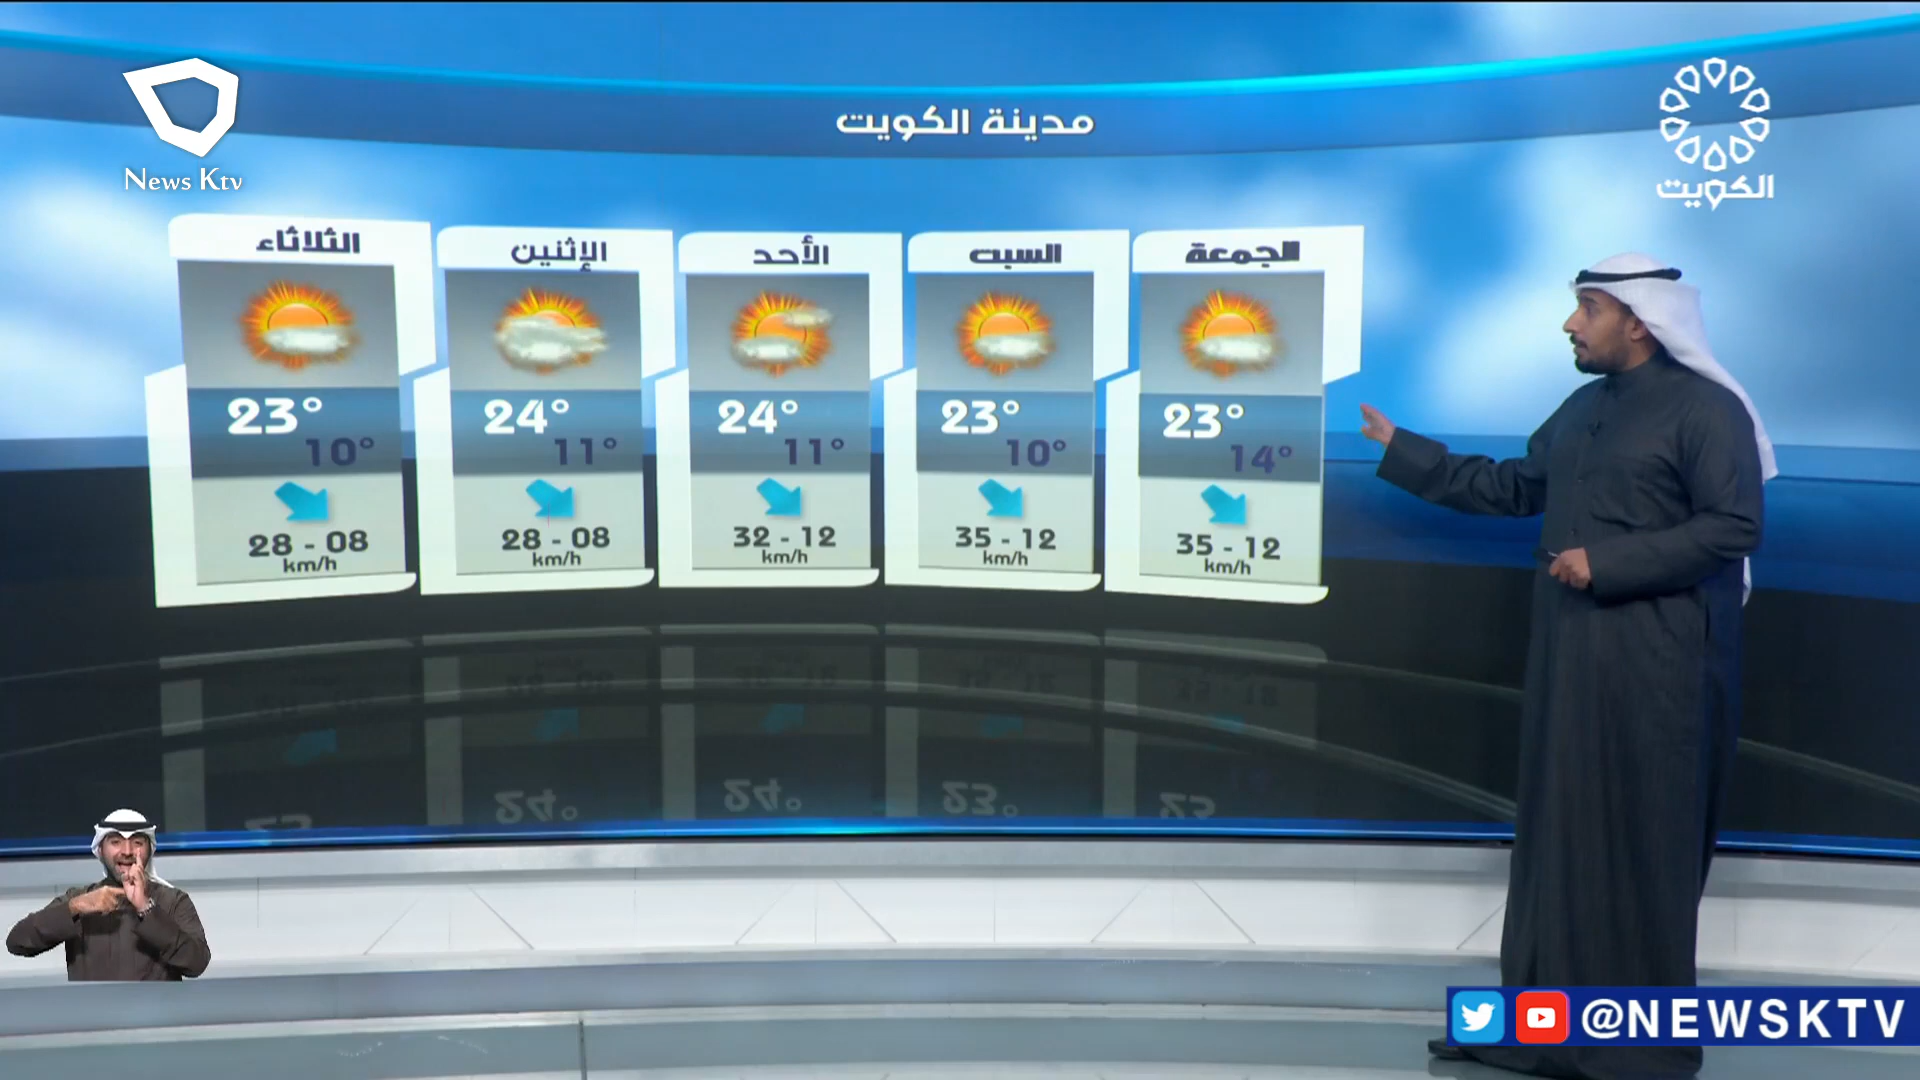 News Ktv
الكويت
مدينة الكويت
الجمعة
23°
14°
35 - 12
km/h
السبت
23°
10°
35 - 12
km/h
الأحد
24°
11°
32 - 12
km/h
الإثنين
24°
11°
28 - 08
km/h
الثلاثاء
23°
10°
28 - 08
km/h
@NEWSKTV